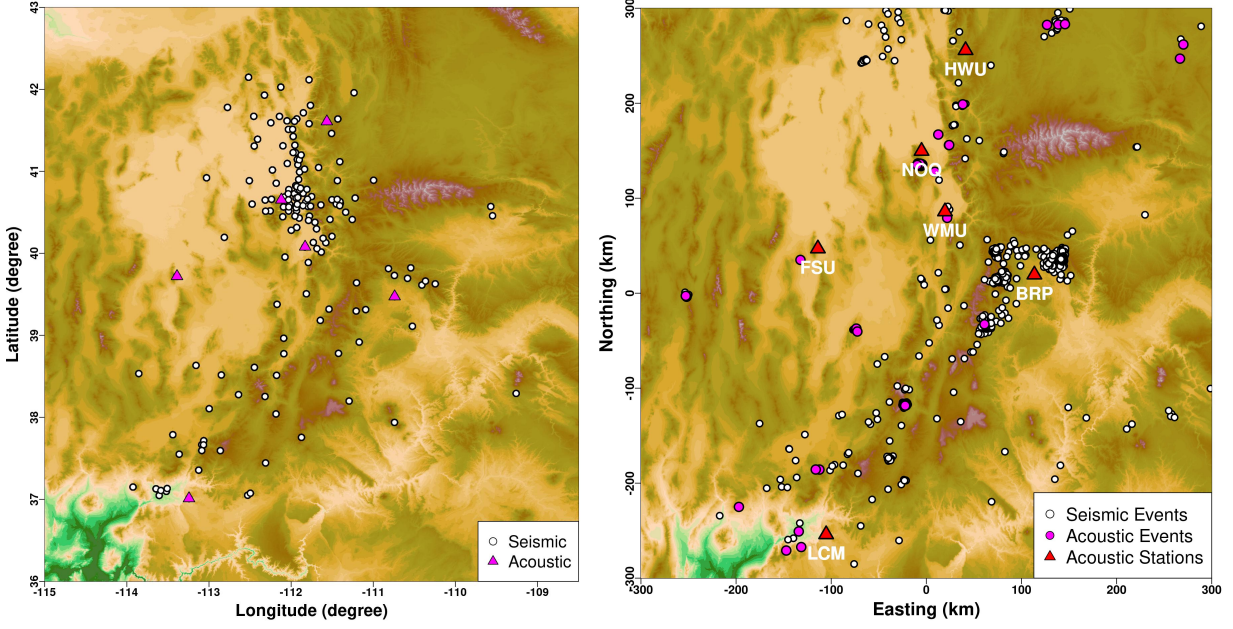 43
42
41
40
39
38
37
36
Latitude (degree)
-115
-114
-113
-112
-111
-110
-109
Longitude (degree)
Seismic
Acoustic
300
200
100
0
-100
-200
-300
Northing (km)
-300
-200
-100
0
100
200
300
Easting (km)
HWU
NOQ
WMU
FSU
BRP
LCM
Seismic Events
Acoustic Events
Acoustic Stations